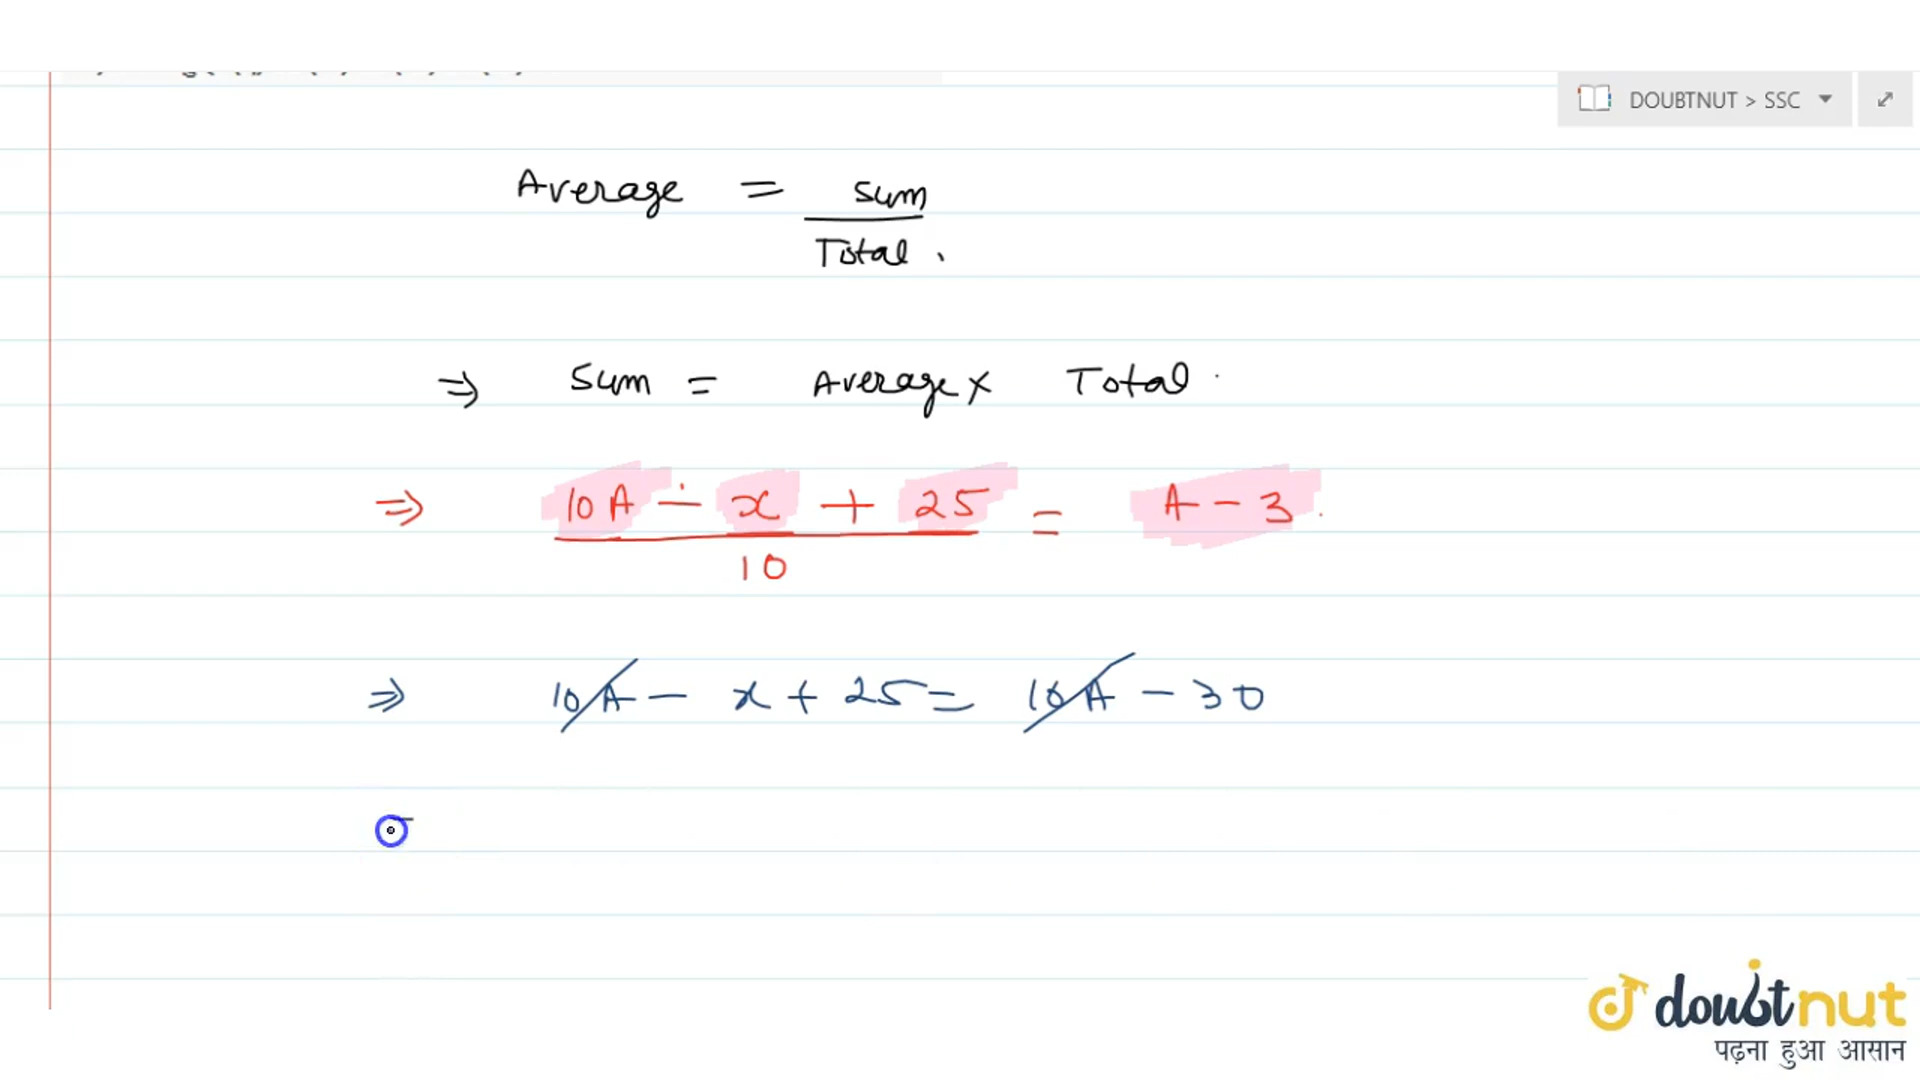 DOUBTNUT > SSC
Average = Sum
Total .
⇒ Sum = Average × Total .
⇒ 10A - x + 25 = A - 3 .
10
⇒ 10A - x + 25 = 10A - 30
doubtnut
पढ़ना हुआ आसान